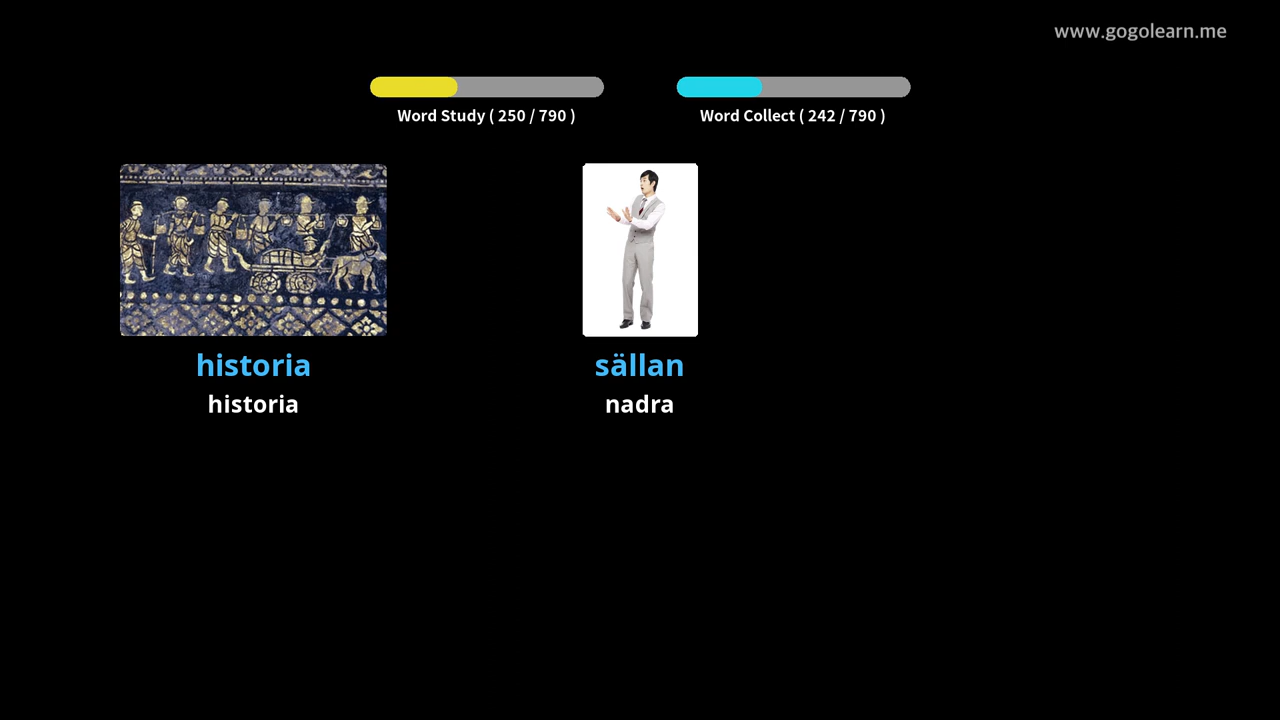 www.gogolearn.me
Word Study ( 250 / 790 )
Word Collect ( 242 / 790 )
historia
historia
sällan
nadra